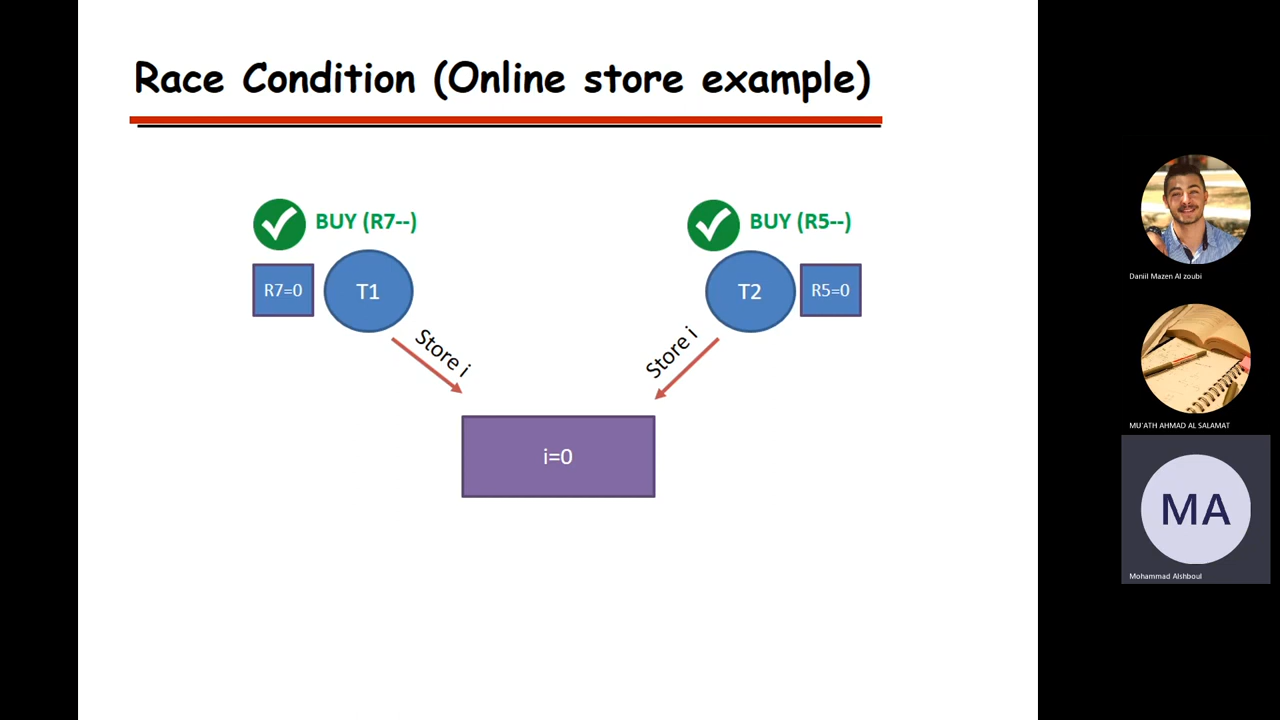 Race Condition (Online store example)
BUY (R7--)
BUY (R5--)
R7=0
T1
T2
R5=0
Store i
Store i
i=0
Daniil Mazen Al zoubi
MU'ATH AHMAD AL SALAMAT
MA
Mohammad Alshboul